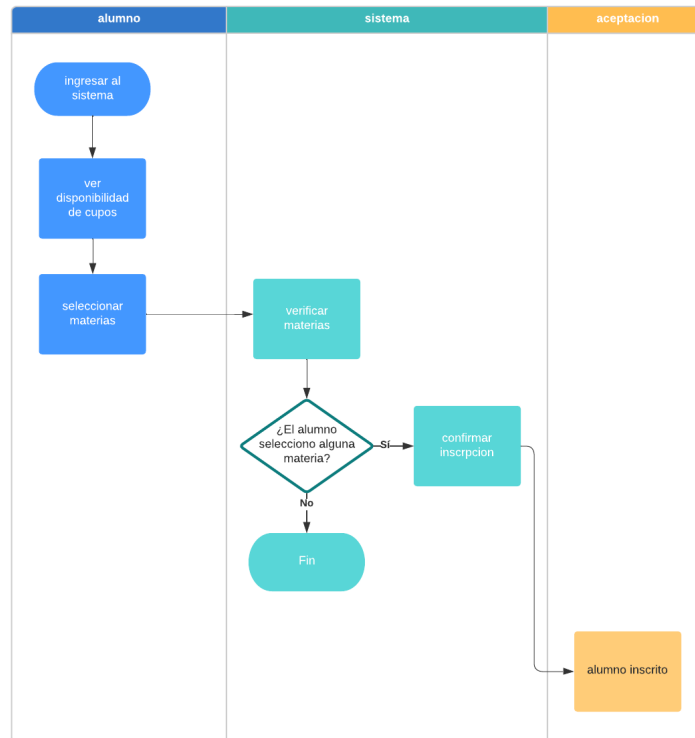 alumno
sistema
aceptacion
ingresar al
sistema
ver
disponibilidad
de cupos
seleccionar
materias
verificar
materias
¿El alumno
selecciono alguna
materia?
Sí
confirmar
inscrpcion
No
Fin
alumno inscrito